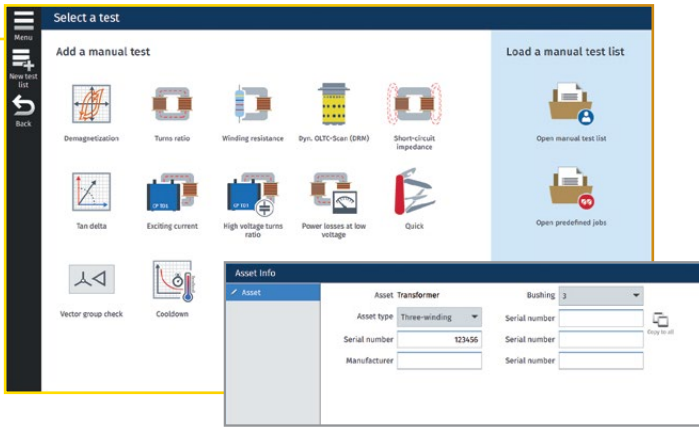 Select a test
Menu
New test
list
Back
Add a manual test
Load a manual test list
Demagnetization
Turns ratio
Winding resistance
Dyn. OLTC-Scan (DRM)
Short-circuit
impedance
Open manual test list
Tan delta
Exciting current
High voltage turns
ratio
Power losses at low
voltage
Quick
Open predefined jobs
Vector group check
Cooldown
Asset Info
Asset
Asset Transformer
Bushing 3
Asset type Three-winding
Serial number
Copy to all
Serial number 123456
Serial number
Manufacturer
Serial number